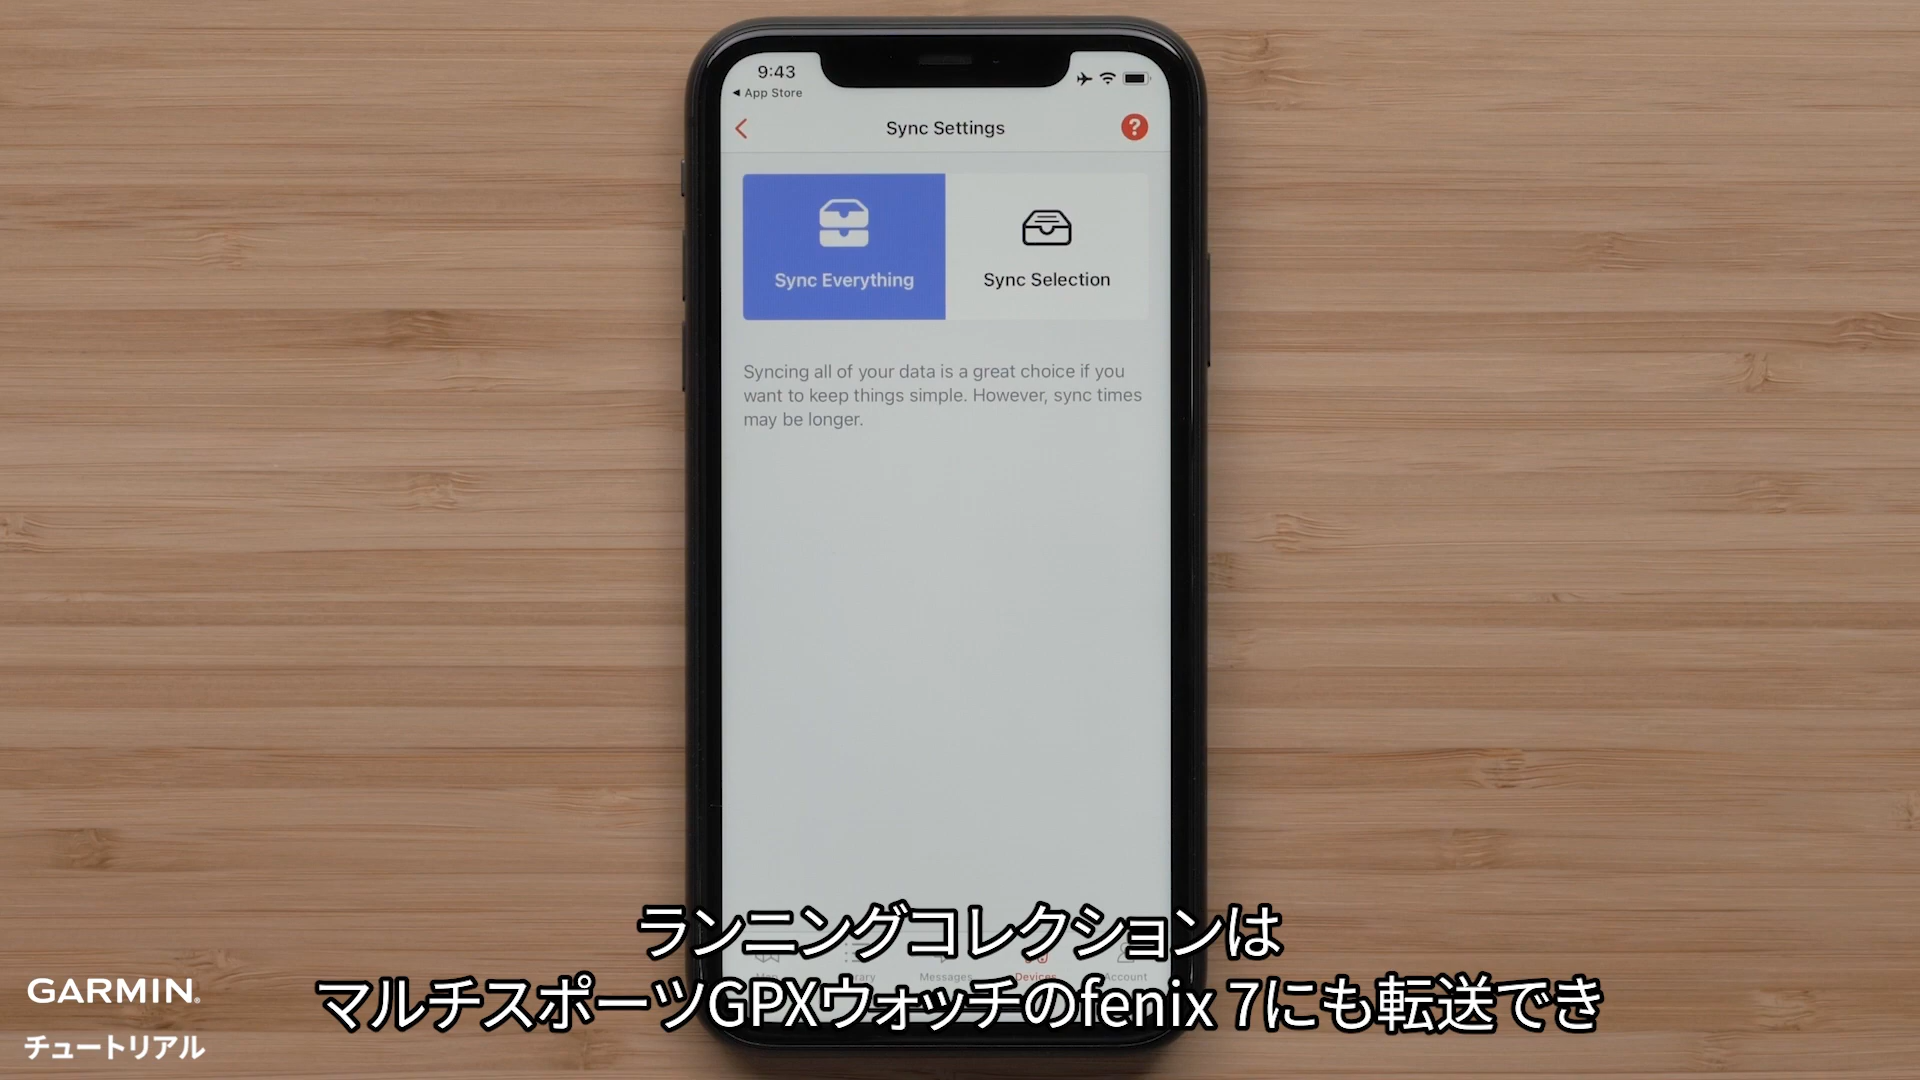 9:43
◀ App Store
Sync Settings
?
Sync Everything
Sync Selection
Syncing all of your data is a great choice if you
want to keep things simple. However, sync times
may be longer.
ランニングコレクションは
Messages Devices Account
マルチスポーツGPXウォッチのfenix 7にも転送でき
GARMIN®
チュートリアル